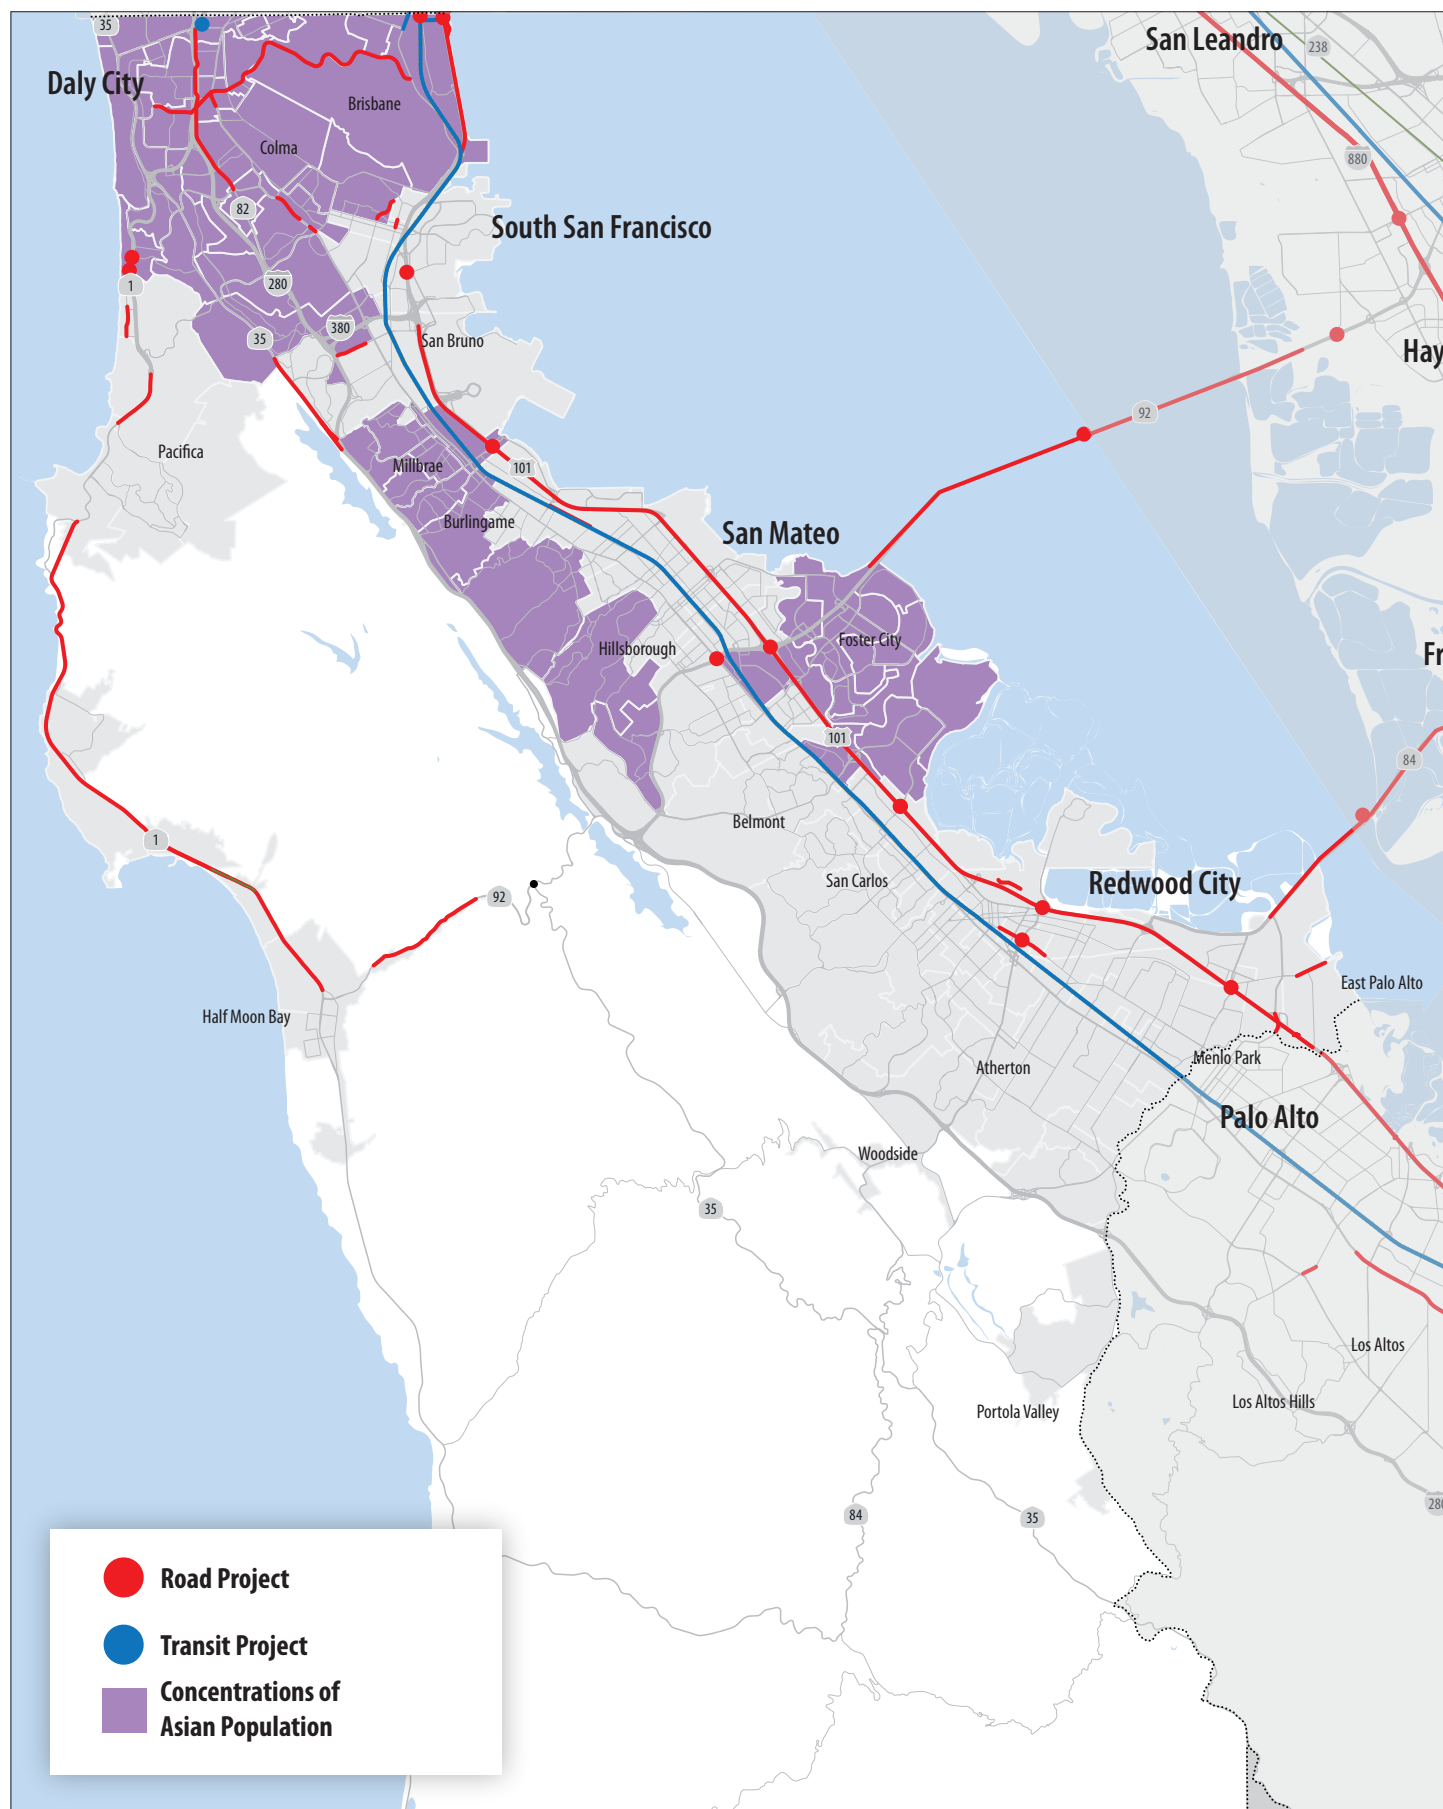 35
San Leandro
238
Daly City
Brisbane
Colma
880
82
South San Francisco
280
1
380
35
San Bruno
Hay
92
Pacifica
Millbrae
101
Burlingame
San Mateo
Foster City
Hillsborough
Fr
101
84
Belmont
1
San Carlos
Redwood City
92
East Palo Alto
Half Moon Bay
Menlo Park
Atherton
Palo Alto
Woodside
35
Los Altos
Los Altos Hills
Portola Valley
280
84
35
Road Project
Transit Project
Concentrations of
Asian Population